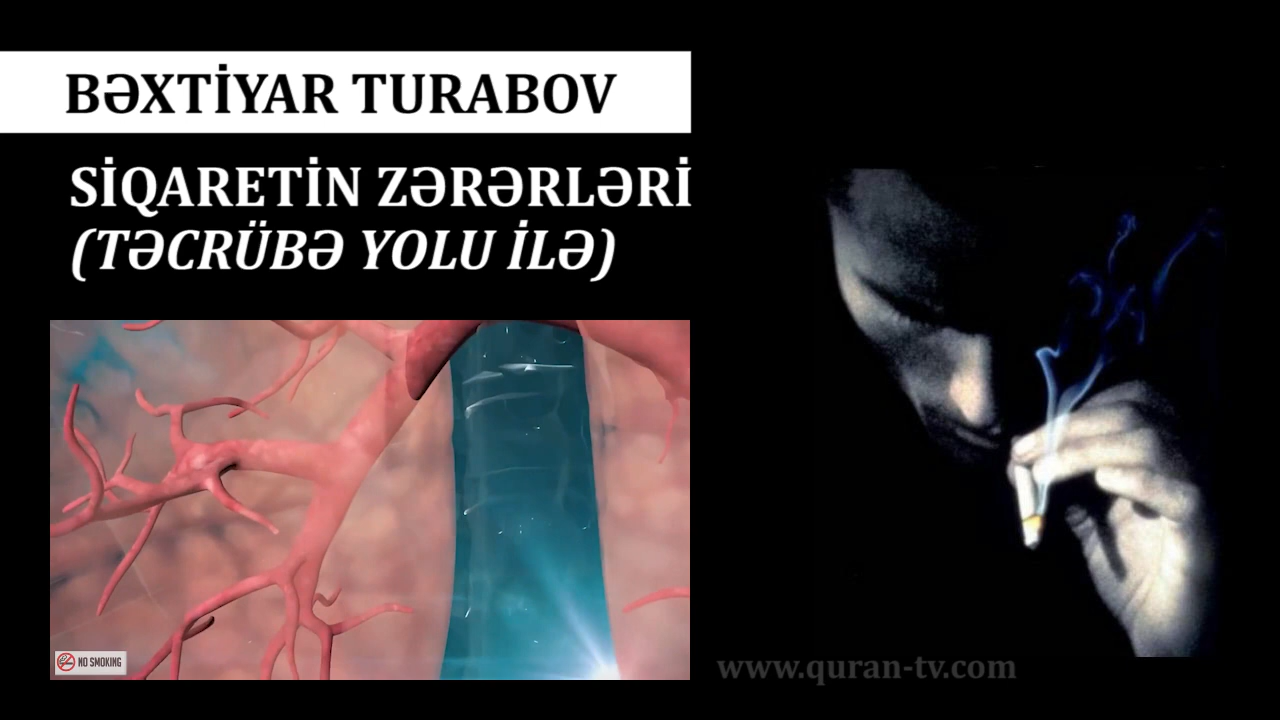 BƏXTİYAR TURABOV
SİQARETİN ZƏRƏRLƏRİ
(TƏCRÜBƏ YOLU İLƏ)
NO SMOKING
www.quran-tv.com